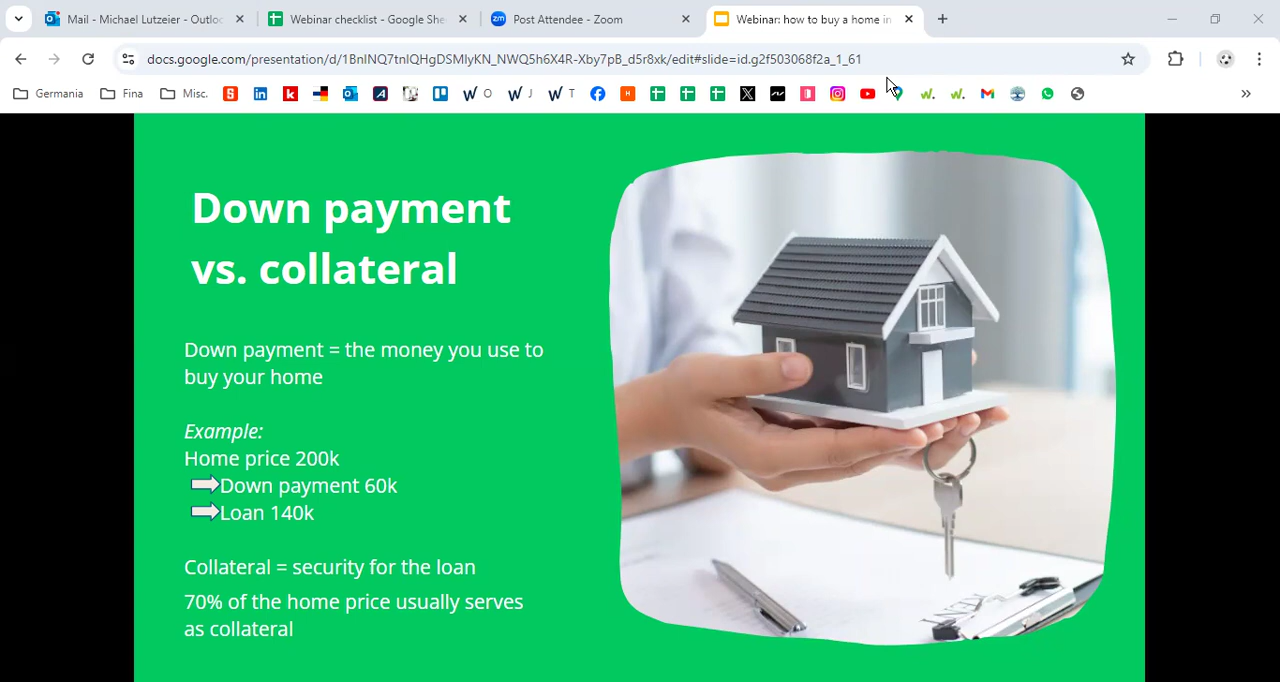 Mail - Michael Lutzeier - Outloo
Webinar checklist - Google She
Post Attendee - Zoom
Webinar: how to buy a home in
docs.google.com/presentation/d/1BnINQ7tnIQHgDSMIyKN_NWQ5h6X4R-Xby7pB_d5r8xk/edit#slide=id.g2f503068f2a_1_61
Germania
Fina
Misc.
O
J
T
Down payment
vs. collateral
Down payment = the money you use to
buy your home
Example:
Home price 200k
Down payment 60k
Loan 140k
Collateral = security for the loan
70% of the home price usually serves
as collateral